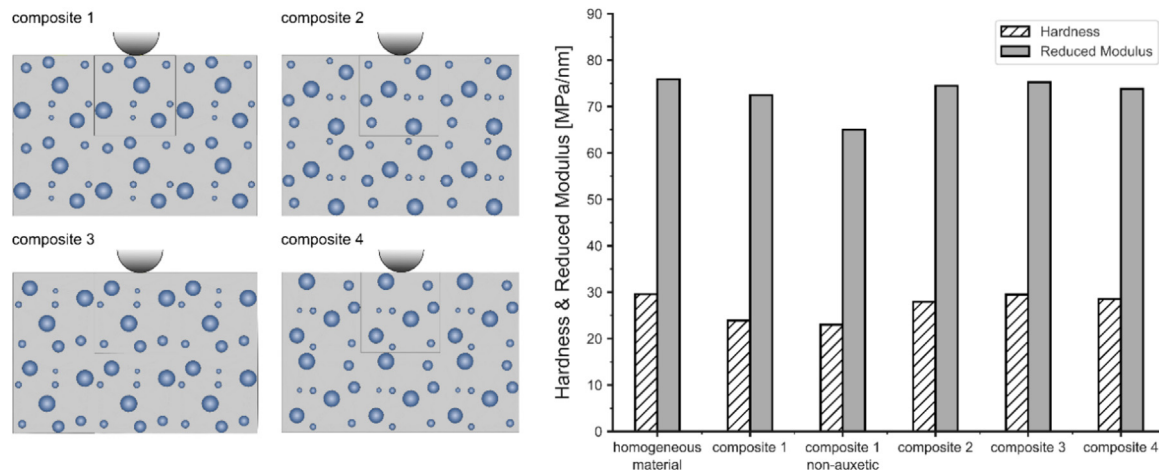 composite 1
composite 2
composite 3
composite 4
Hardness & Reduced Modulus [MPa/nm]
90
80
70
60
50
40
30
20
10
0
Hardness
Reduced Modulus
homogeneous
material
composite 1
composite 1
non-auxetic
composite 2
composite 3
composite 4